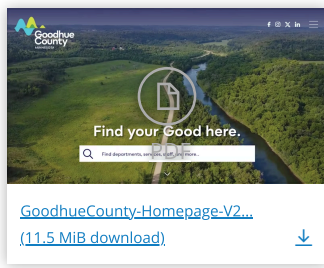 Goodhue
County
Find your Good here.
PDF
Find departments, services, staff, and more...
GoodhueCounty-Homepage-V2...
(11.5 MiB download)